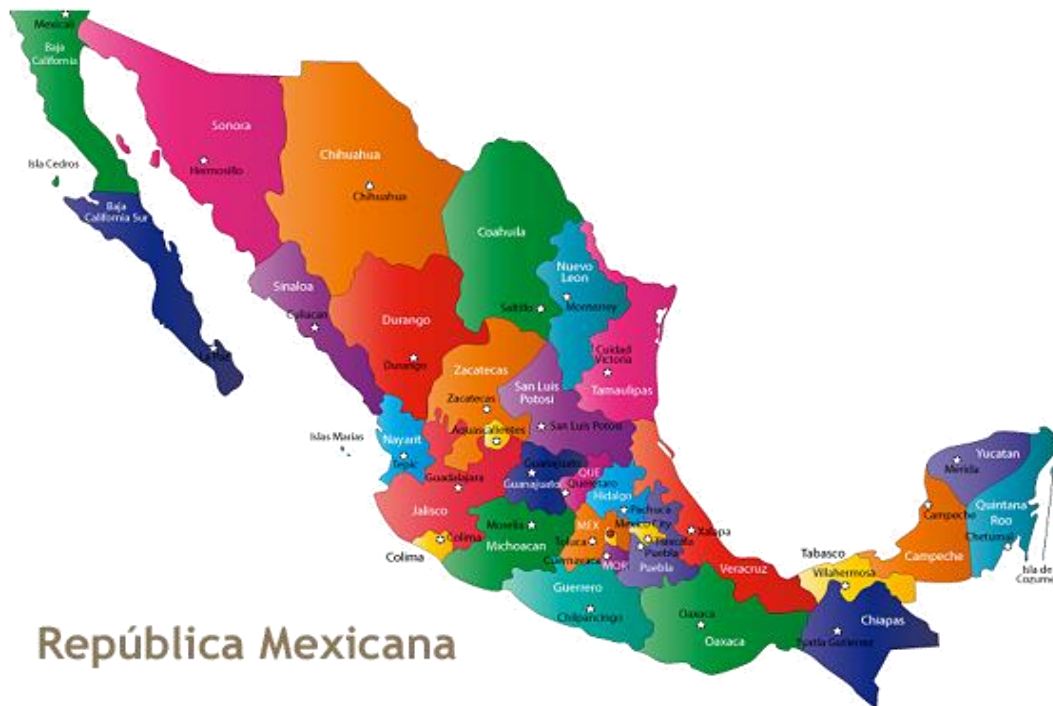 Mexicali
Baja
California
Sonora
Hermosillo
Isla Cedros
Chihuahua
Chihuahua
Baja
California Sur
Coahuila
Nuevo
Leon
Monterrey
Saltillo
Sinaloa
Culiacan
Durango
Durango
La Paz
Cuidad
Victoria
Tamaulipas
Zacatecas
Zacatecas
San Luis
Potosi
San Luis Potosi
Aguascalientes
Islas Marias
Nayarit
Tepic
Guadalajara
Jalisco
Guanajuato
Guanajuato
QUE
Queretaro
Hidalgo
Pachuca
Yucatan
Merida
Quintana
Roo
Chetumal
Campeche
Campeche
Colima
Colima
Morelia
Michoacan
MEX
Mexico City
Toluca
Tlaxcala
Puebla
Puebla
Cuernavaca
MOR
Xalapa
Veracruz
Tabasco
Villahermosa
Isla de
Cozume
Guerrero
Chilpancingo
Oaxaca
Oaxaca
Chiapas
Tuxtla Gutierrez
República Mexicana